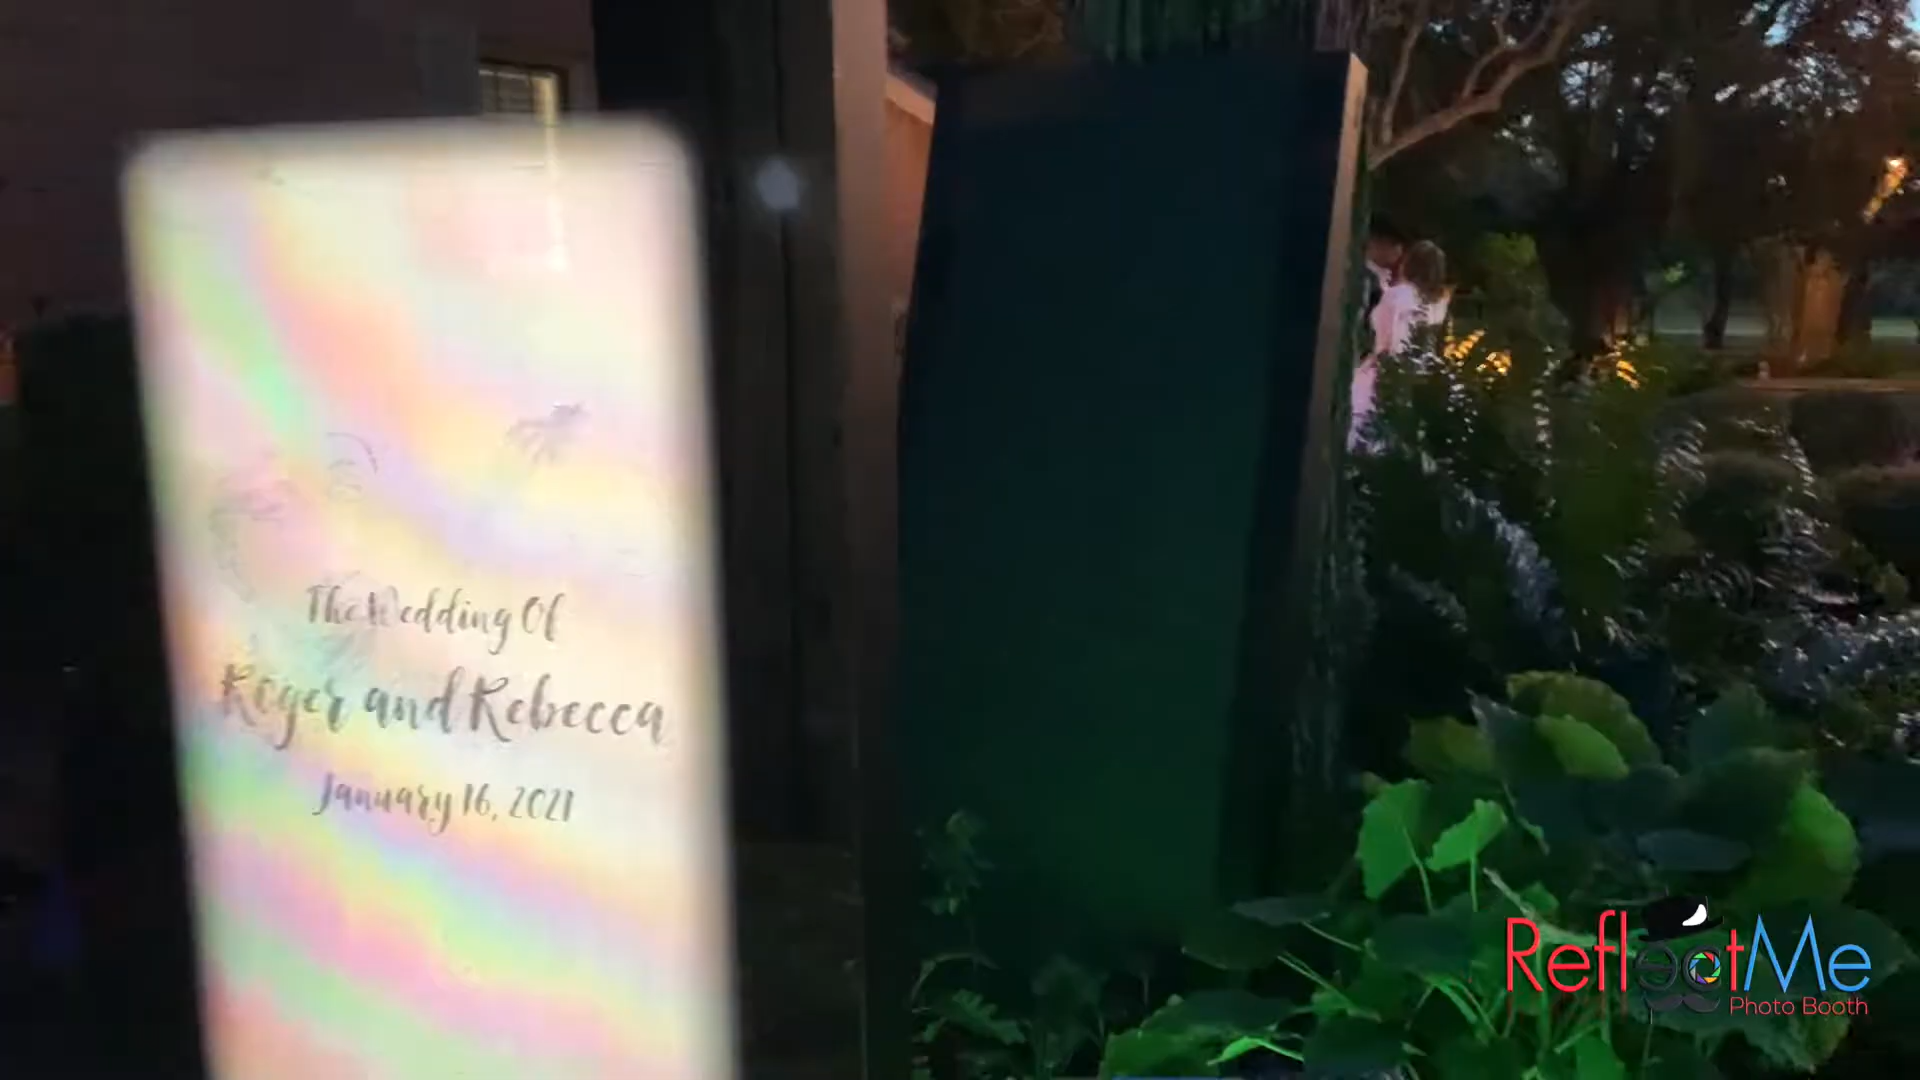 The Wedding Of
Roger and Rebecca
January 16, 2021
ReflectMe
Photo Booth